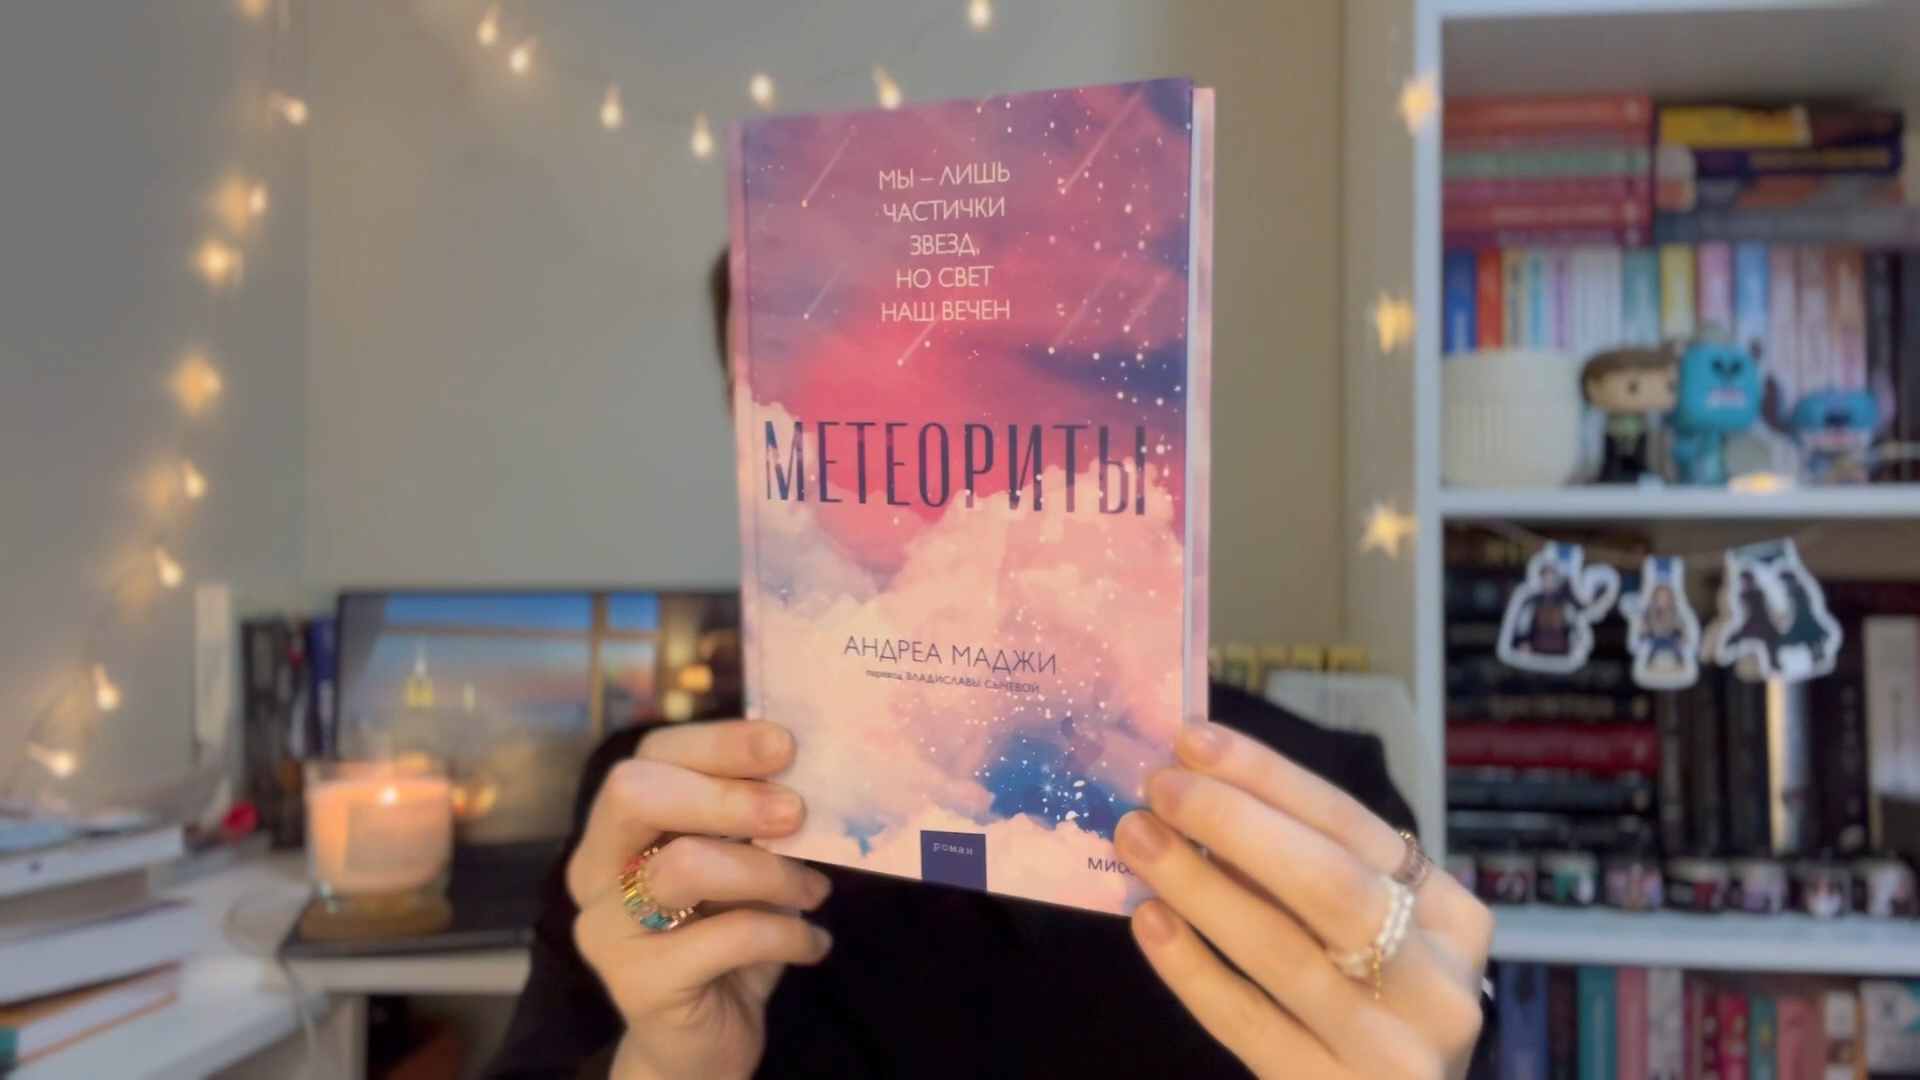 МЫ – ЛИШЬ
ЧАСТИЧКИ
ЗВЕЗД,
НО СВЕТ
НАШ ВЕЧЕН
МЕТЕОРИТЫ
АНДРЕА МАДЖИ
перевод ВЛАДИСЛАВЫ СЫЧЕВОЙ
роман